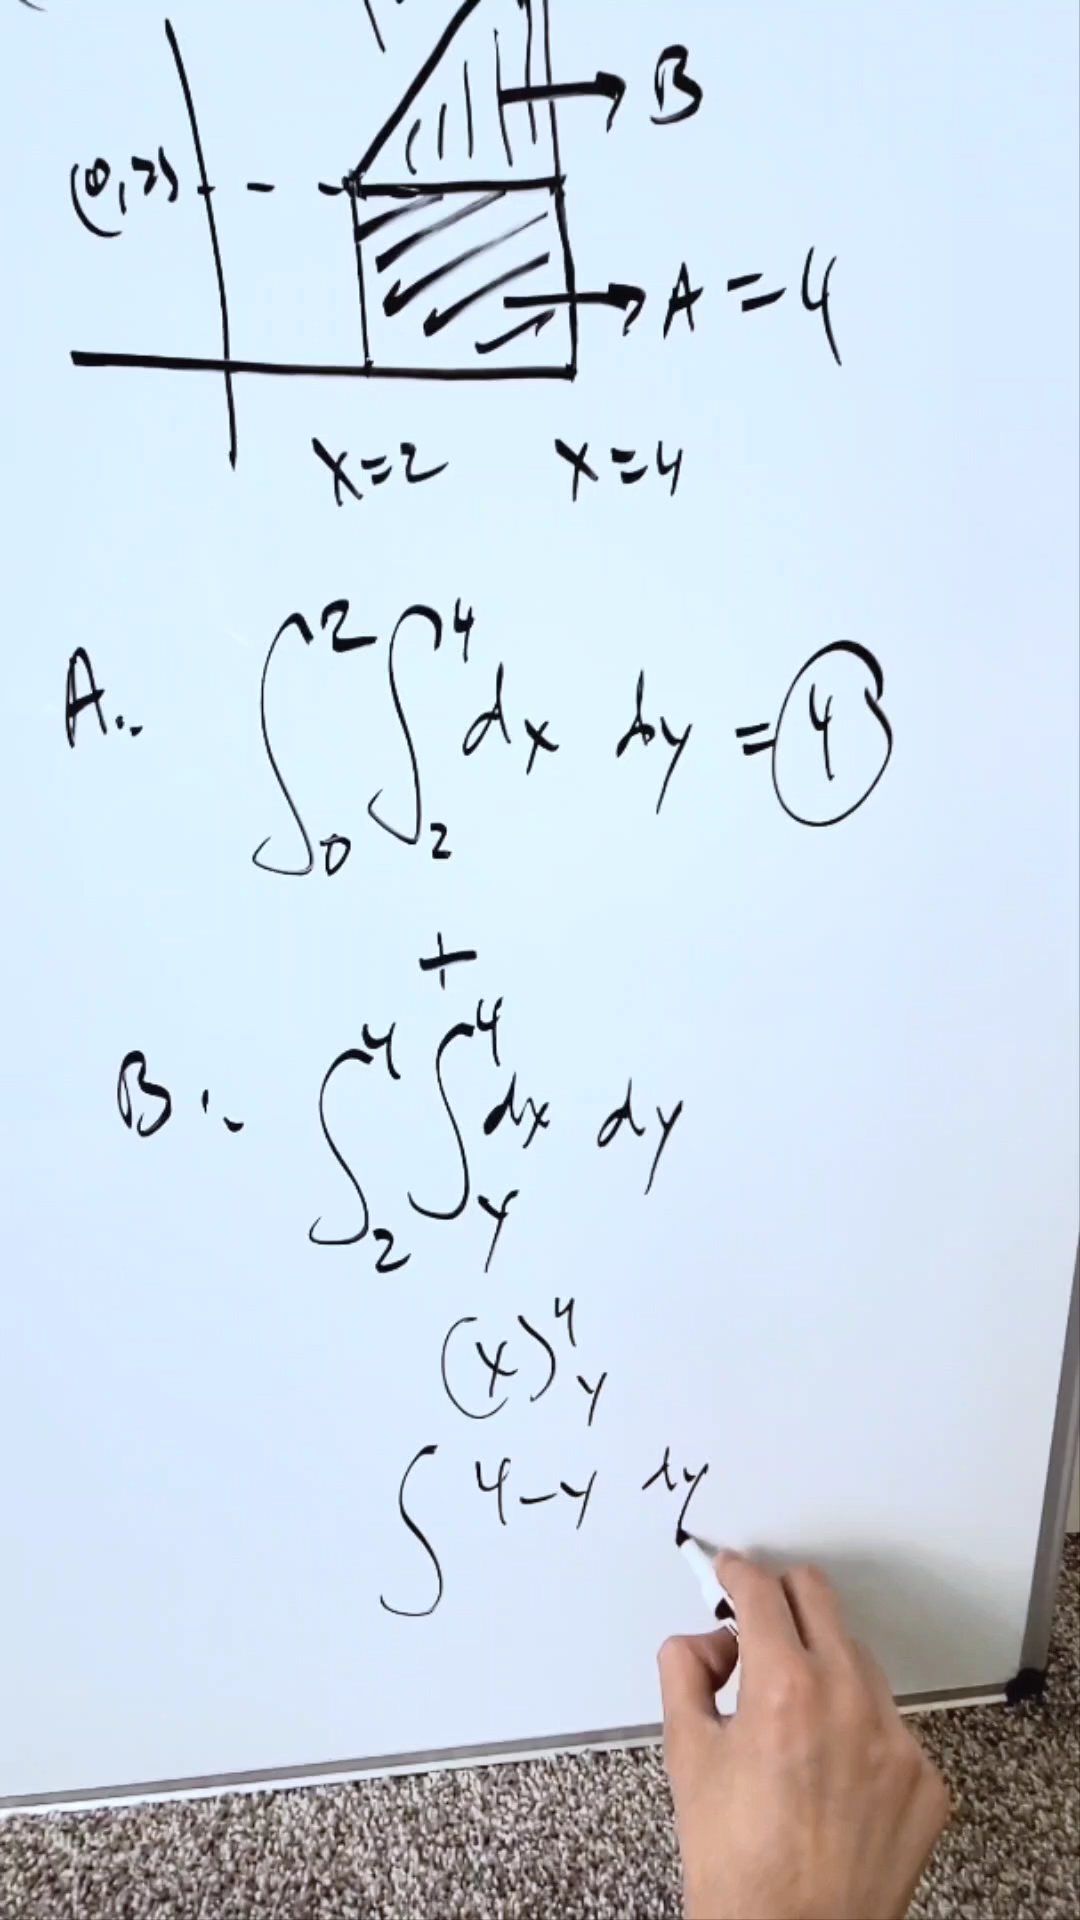 B
(0,2)
A = 4
x=2 x=4
A: ∫₀² ∫₂⁴ dx dy = 4
+
B: ∫₂⁴ ∫ᵧ⁴ dx dy
(x)⁴ᵧ
∫ 4-y dy